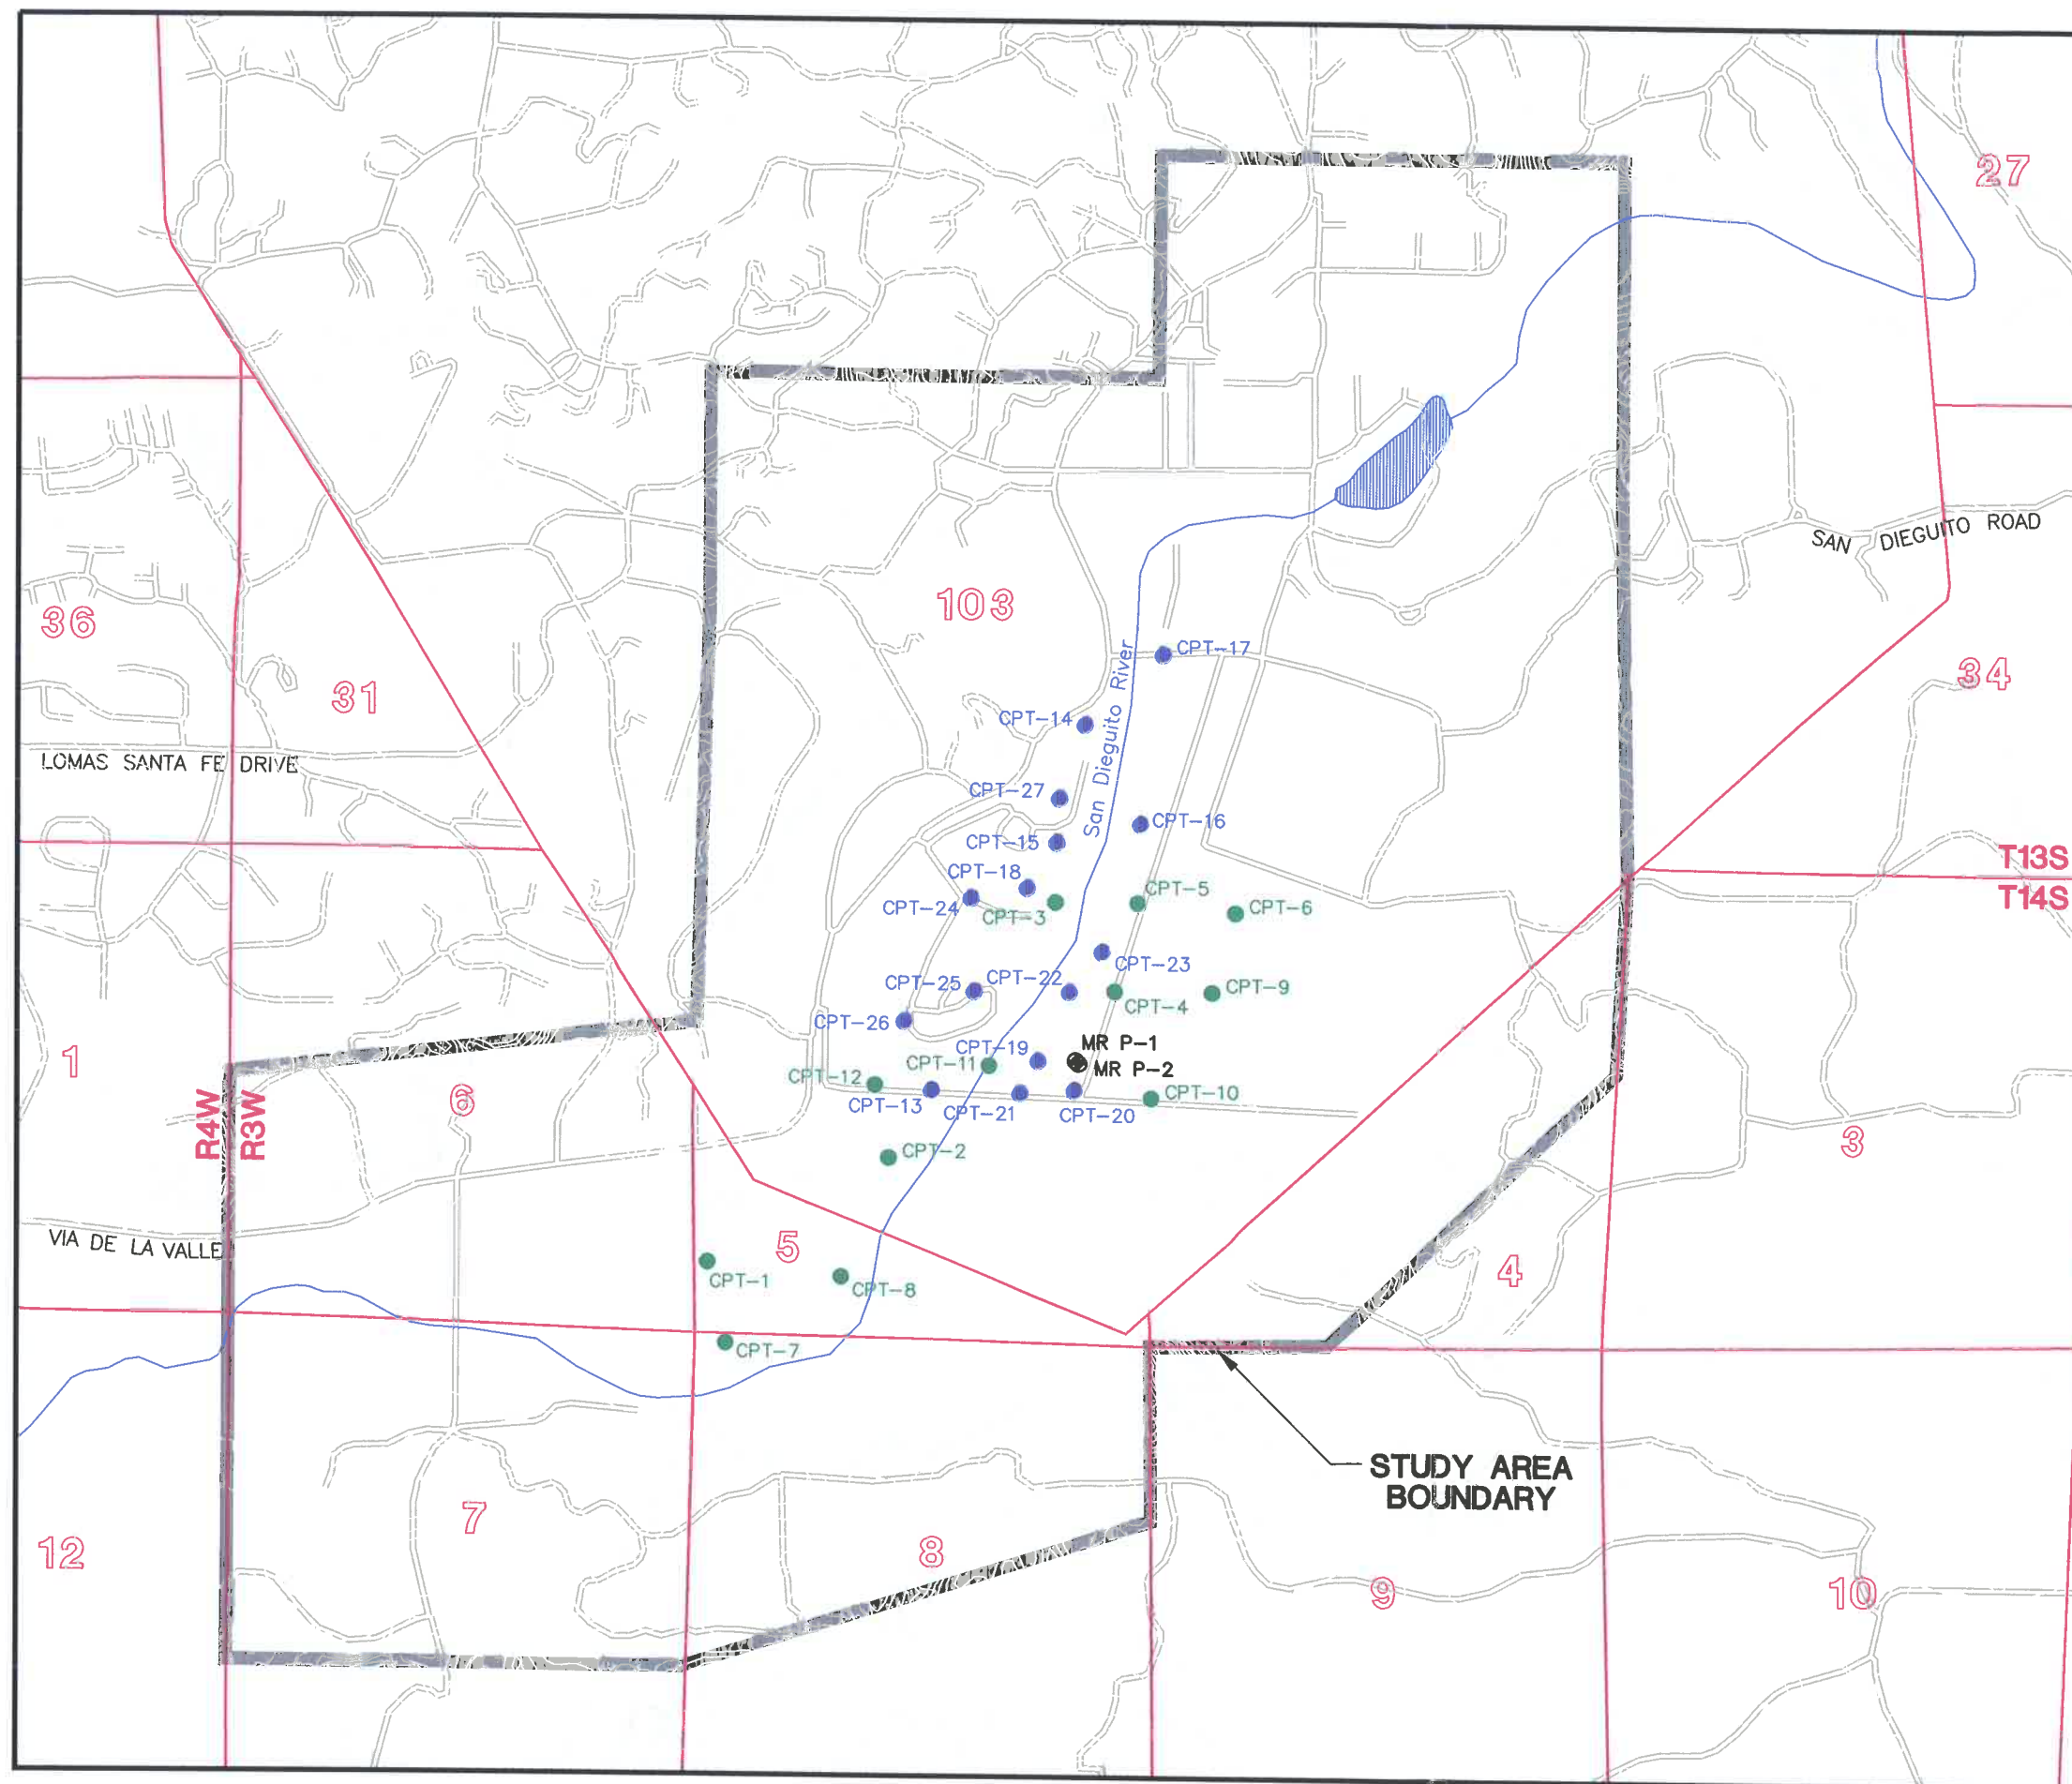 27
SAN DIEGUITO ROAD
103
36
CPT-17
34
31
San Dieguito River
CPT-14
LOMAS SANTA FE DRIVE
CPT-27
CPT-16
CPT-15
T13S
CPT-18
CPT-5
T14S
CPT-24
CPT-3
CPT-6
CPT-23
CPT-25
CPT-22
CPT-9
CPT-4
CPT-26
MR P-1
CPT-19
1
CPT-11
MR P-2
CPT-12
6
CPT-10
CPT-13
CPT-21
CPT-20
R4W
R3W
3
CPT-2
VIA DE LA VALLE
5
4
CPT-1
CPT-8
CPT-7
STUDY AREA
BOUNDARY
7
12
8
9
10